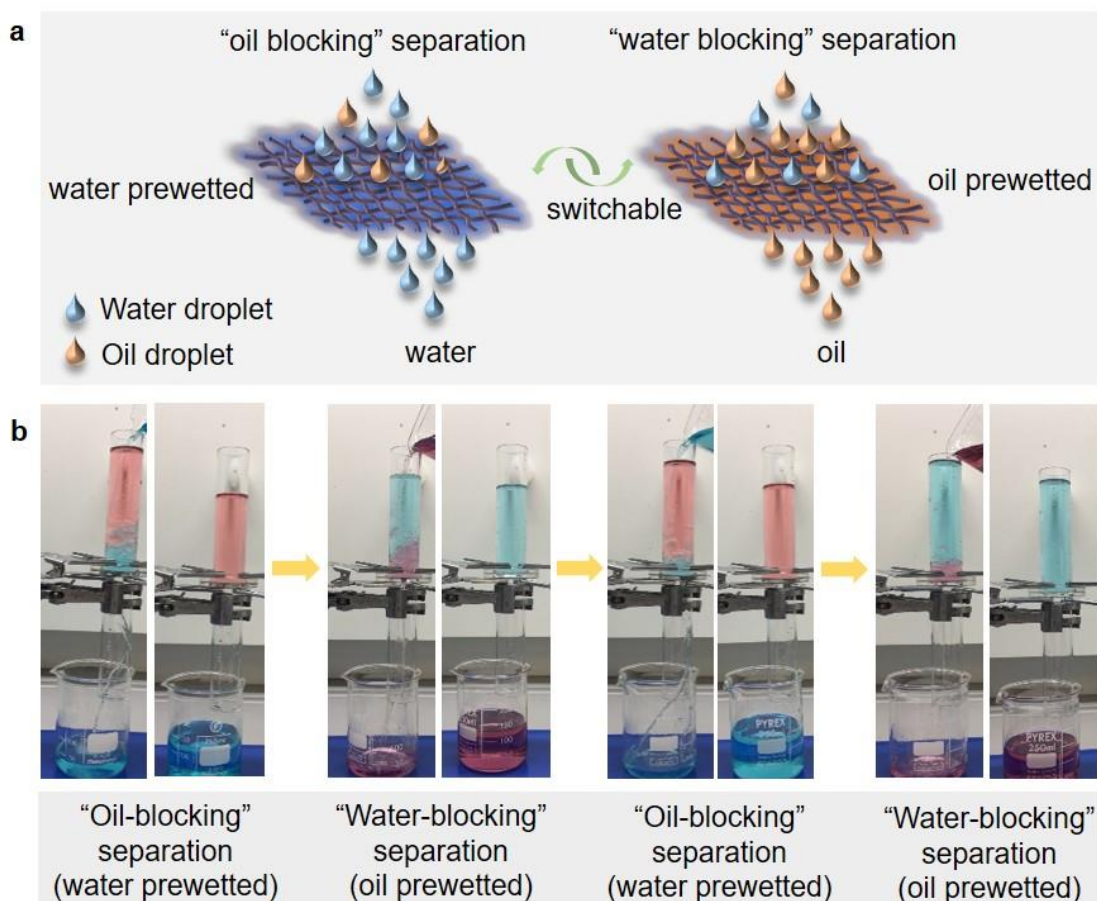 a
“oil blocking” separation
“water blocking” separation
water prewetted
oil prewetted
switchable
Water droplet
Oil droplet
water
oil
b
150
100
PYREX
PYREX
250ml
“Oil-blocking”
separation
(water prewetted)
“Water-blocking”
separation
(oil prewetted)
“Oil-blocking”
separation
(water prewetted)
“Water-blocking”
separation
(oil prewetted)